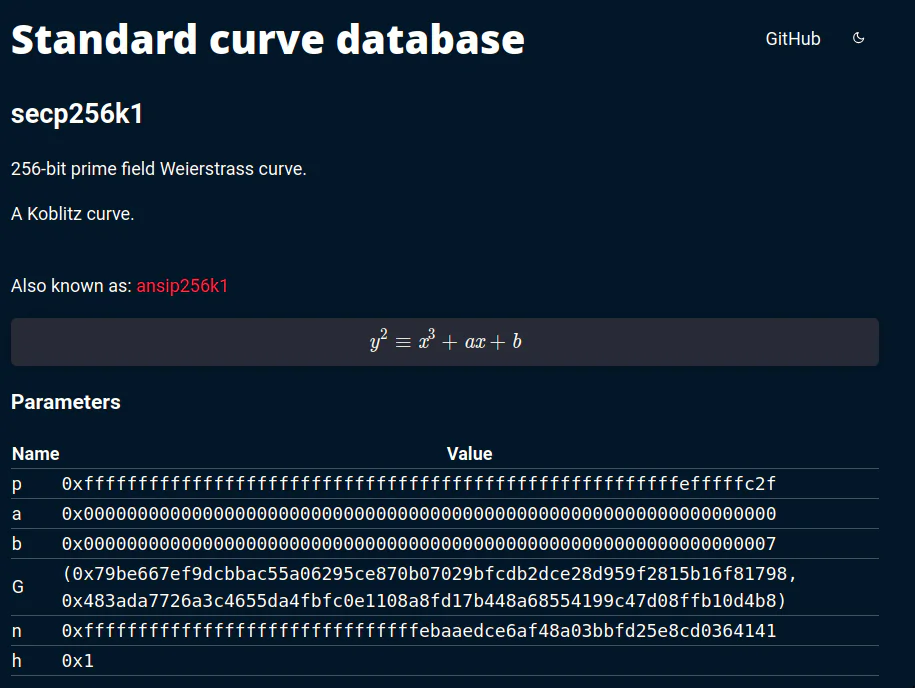 Standard curve database
GitHub
secp256k1
256-bit prime field Weierstrass curve.
A Koblitz curve.
Also known as: ansip256k1
y² ≡ x³ + ax + b
Parameters
Name Value
p 0xfffffffffffffffffffffffffffffffffffffffffffffffffffffffefffffc2f
a 0x0000000000000000000000000000000000000000000000000000000000000000
b 0x0000000000000000000000000000000000000000000000000000000000000007
G (0x79be667ef9dcbbac55a06295ce870b07029bfcdb2dce28d959f2815b16f81798,
0x483ada7726a3c4655da4fbfc0e1108a8fd17b448a68554199c47d08ffb10d4b8)
n 0xfffffffffffffffffffffffffffffffebaaedce6af48a03bbfd25e8cd0364141
h 0x1